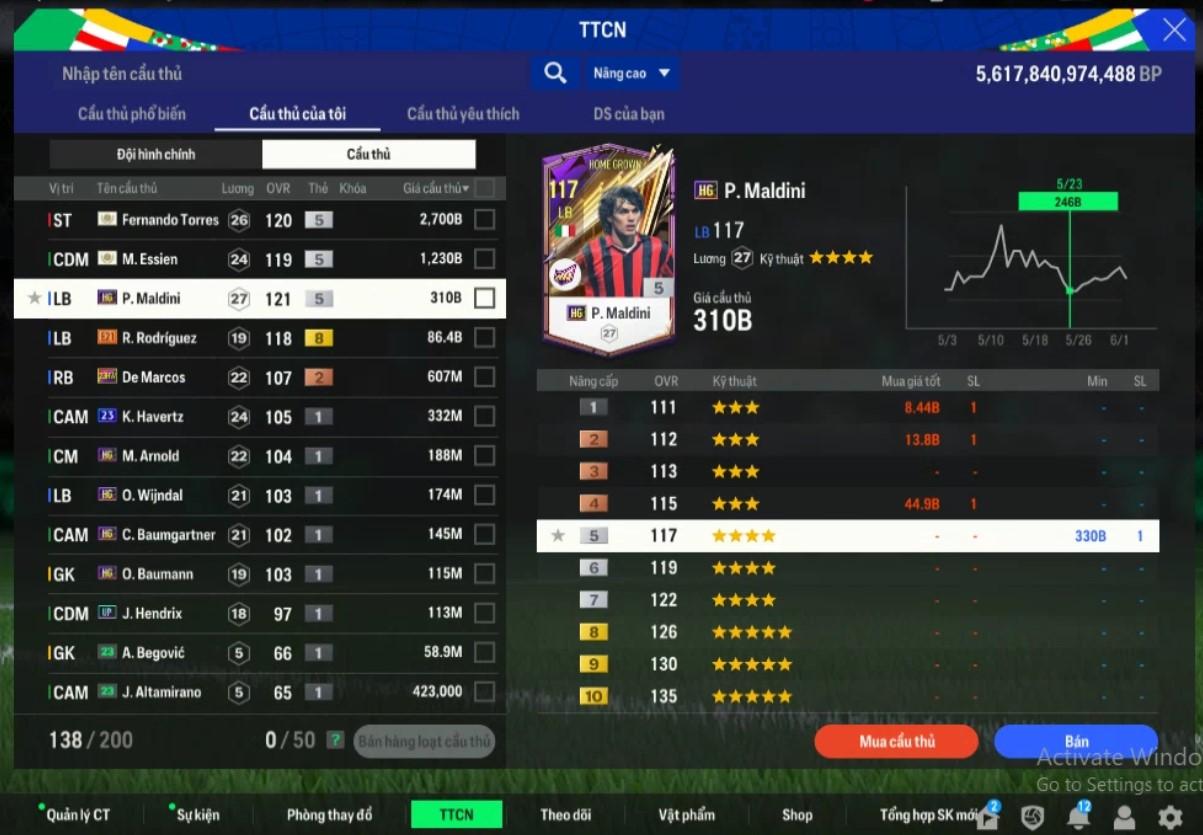 TTCN
Nhập tên cầu thủ
Nâng cao
5,617,840,974,488 BP
Cầu thủ phổ biến
Cầu thủ của tôi
Cầu thủ yêu thích
DS của bạn
Đội hình chính
Cầu thủ
Vị trí Tên cầu thủ Lương OVR Thẻ Khóa Giá cầu thủ
ST Fernando Torres 26 120 5 2,700B
CDM M. Essien 24 119 5 1,230B
LB HG P. Maldini 27 121 5 310B
LB R. Rodríguez 19 118 8 86.4B
RB De Marcos 22 107 2 607M
CAM 23 K. Havertz 24 105 1 332M
CM HG M. Arnold 22 104 1 188M
LB HG O. Wijndal 21 103 1 174M
CAM HG C. Baumgartner 21 102 1 145M
GK HG O. Baumann 19 103 1 115M
CDM UP J. Hendrix 18 97 1 113M
GK 23 A. Begović 5 66 1 58.9M
CAM 23 J. Altamirano 5 65 1 423,000
138 / 200
0 / 50 ?
Bán hàng loạt cầu thủ
HOME GROWN
117
LB
5
HG P. Maldini
27
HG P. Maldini
LB 117
Lương 27 Kỹ thuật
Giá cầu thủ
310B
5/23
246B
5/3 5/10 5/18 5/26 6/1
Nâng cấp OVR Kỹ thuật Mua giá tốt SL Min SL
1 111 8.44B 1 - -
2 112 13.8B 1 - -
3 113 - - - -
4 115 44.9B 1 - -
5 117 - - 330B 1
6 119 - - - -
7 122 - - - -
8 126 - - - -
9 130 - - - -
10 135 - - - -
Mua cầu thủ
Bán
Activate Windo
Go to Settings to act
Quản lý CT
Sự kiện
Phòng thay đồ
TTCN
Theo dõi
Vật phẩm
Shop
Tổng hợp SK mới
2
12